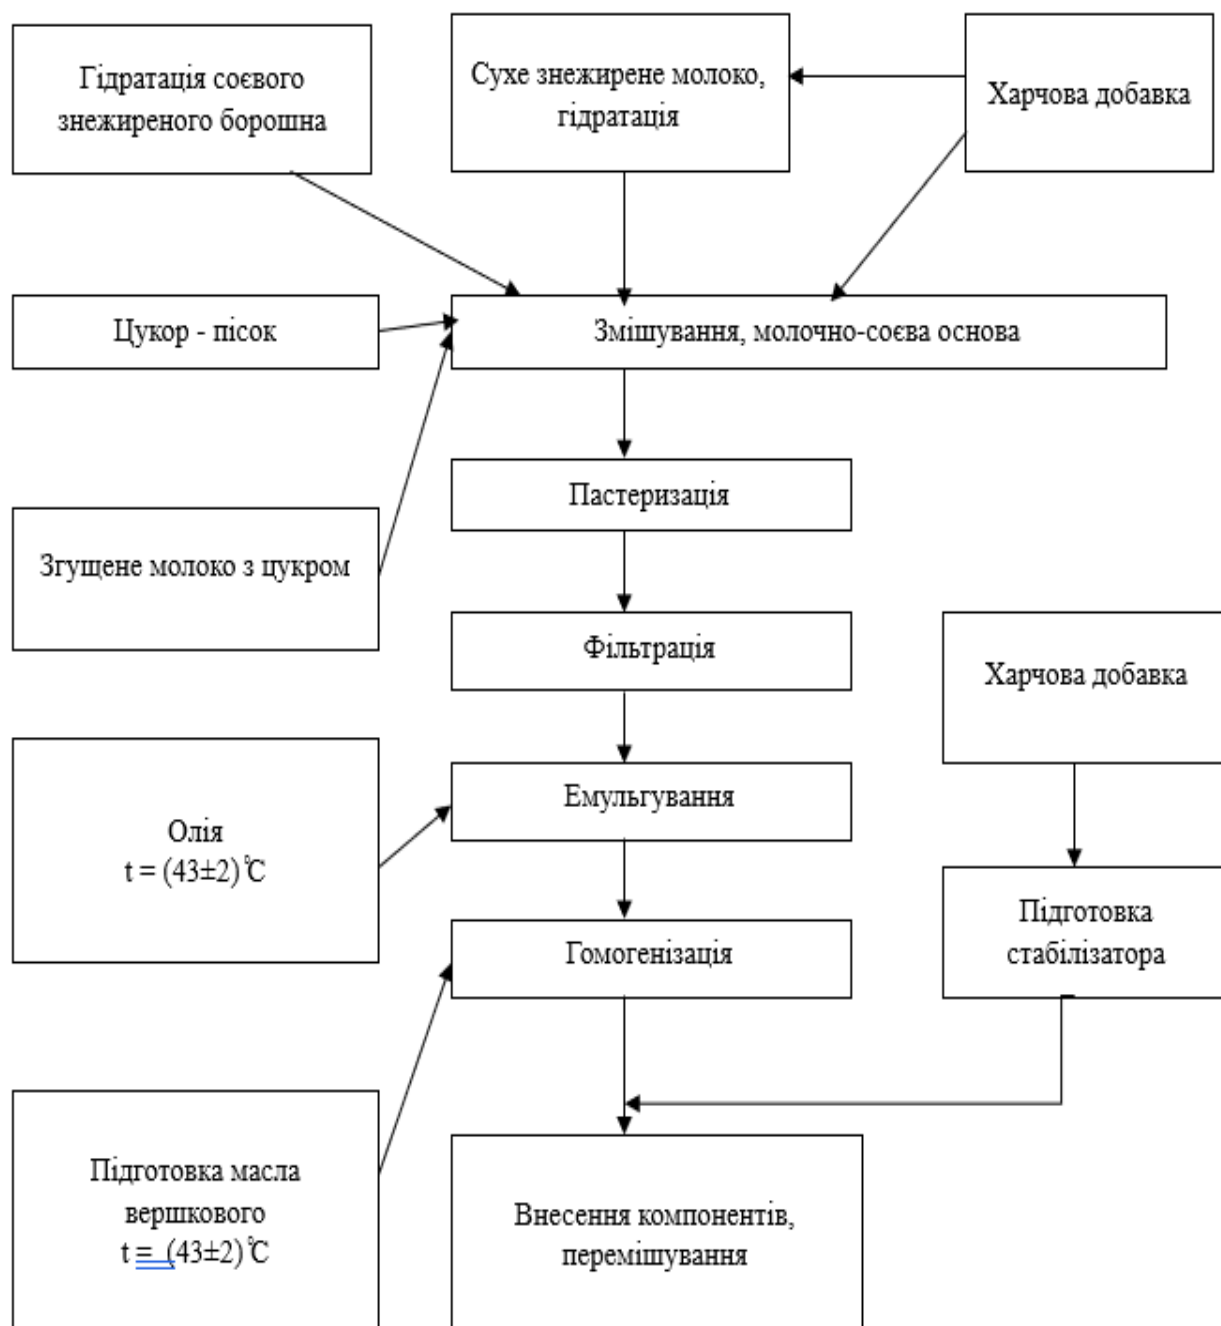 Гідратація соєвого
знежиреного борошна
Сухе знежирене молоко,
гідратація
Харчова добавка
Цукор - пісок
Змішування, молочно-соєва основа
Пастеризація
Згущене молоко з цукром
Фільтрація
Харчова добавка
Емульгування
Олія
t = (43±2)⁰С
Підготовка
стабілізатора
Гомогенізація
Підготовка масла
вершкового
t = (43±2)⁰С
Внесення компонентів,
перемішування